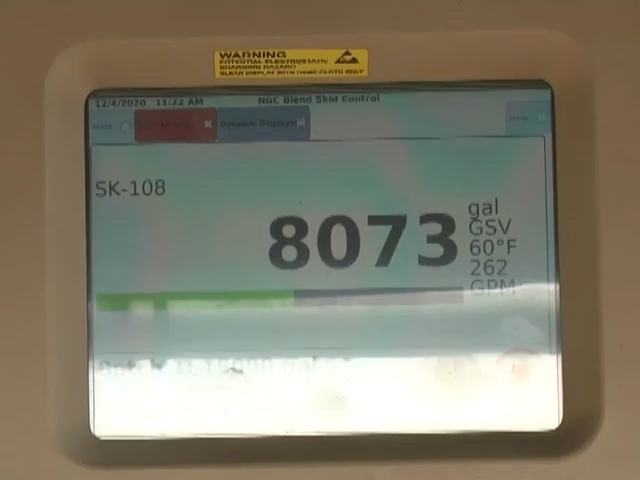 WARNING
POTENTIAL ELECTROSTATIC
CHARGING HAZARD
CLEAN DISPLAY WITH DAMP CLOTH ONLY
12/4/2020 11:22 AM NGC Blend Skid Control
Dynamic Displays
SK-108
8073
gal
GSV
60°F
262
GPM